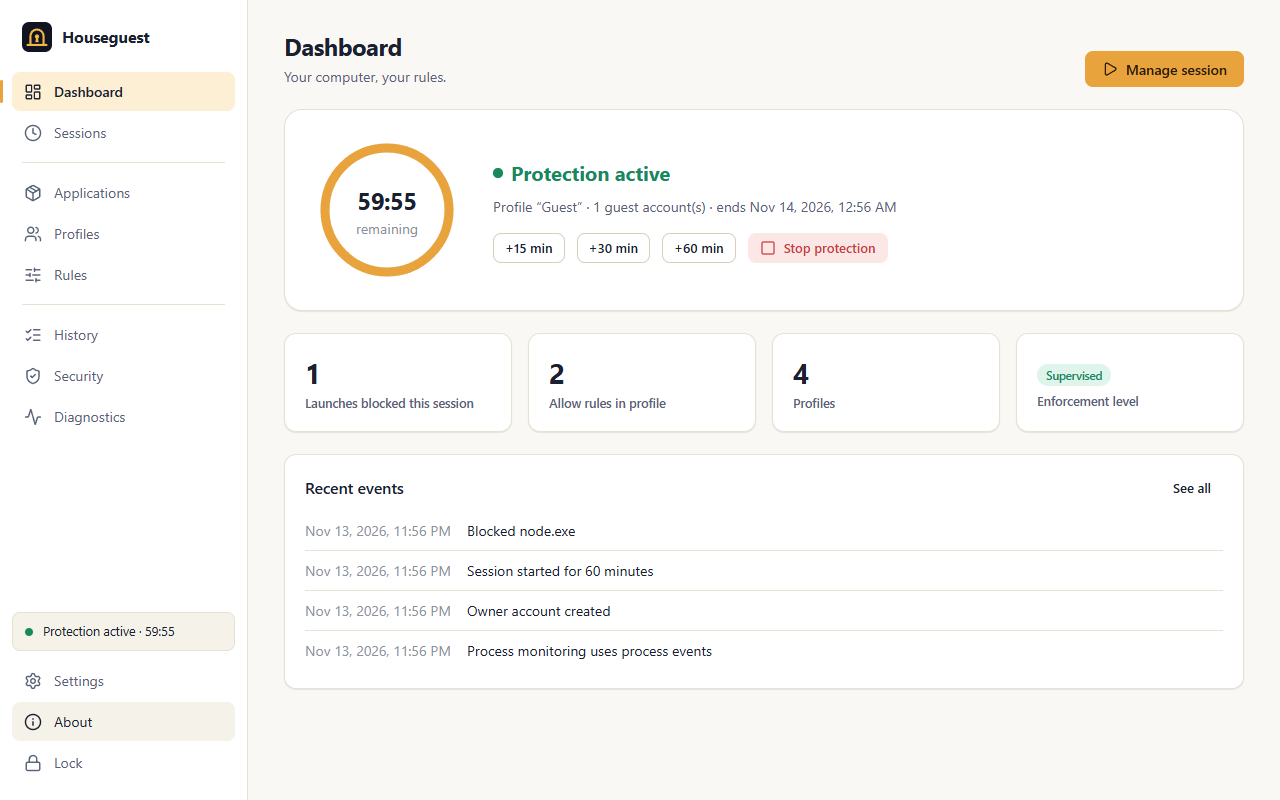 Houseguest
Dashboard
Sessions
Applications
Profiles
Rules
History
Security
Diagnostics
Protection active · 59:55
Settings
About
Lock
Dashboard
Your computer, your rules.
Manage session
59:55
remaining
Protection active
Profile “Guest” · 1 guest account(s) · ends Nov 14, 2026, 12:56 AM
+15 min +30 min +60 min Stop protection
1
Launches blocked this session
2
Allow rules in profile
4
Profiles
Supervised
Enforcement level
Recent events See all
Nov 13, 2026, 11:56 PM Blocked node.exe
Nov 13, 2026, 11:56 PM Session started for 60 minutes
Nov 13, 2026, 11:56 PM Owner account created
Nov 13, 2026, 11:56 PM Process monitoring uses process events